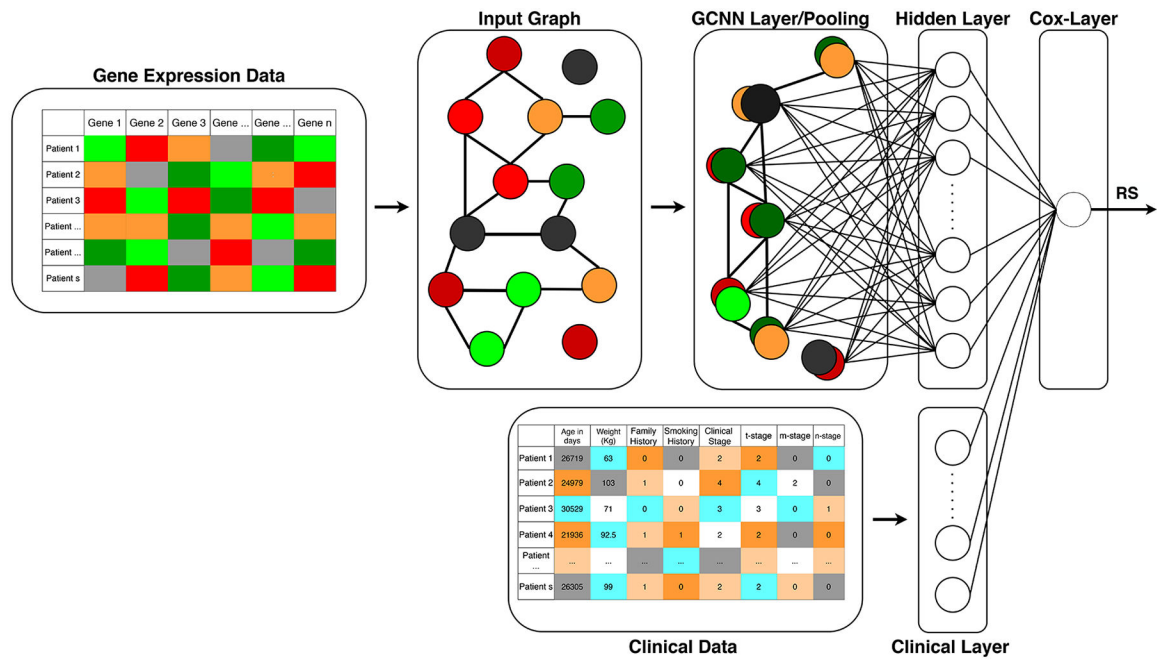 Input Graph
GCNN Layer/Pooling
Hidden Layer
Cox-Layer
Gene Expression Data
Gene 1 Gene 2 Gene 3 Gene ... Gene ... Gene n
Patient 1
Patient 2
Patient 3
Patient ...
Patient ...
Patient s
RS
Age in days Weight (Kg) Family History Smoking History Clinical Stage t-stage m-stage n-stage
Patient 1 26719 63 0 0 2 2 0 0
Patient 2 24979 103 1 0 4 4 2 0
Patient 3 30529 71 0 0 3 3 0 1
Patient 4 21936 92.5 1 1 2 2 0 0
Patient ... ... ... ... ... ... ... ... ...
Patient s 26305 99 1 0 2 2 0 0
Clinical Data
Clinical Layer